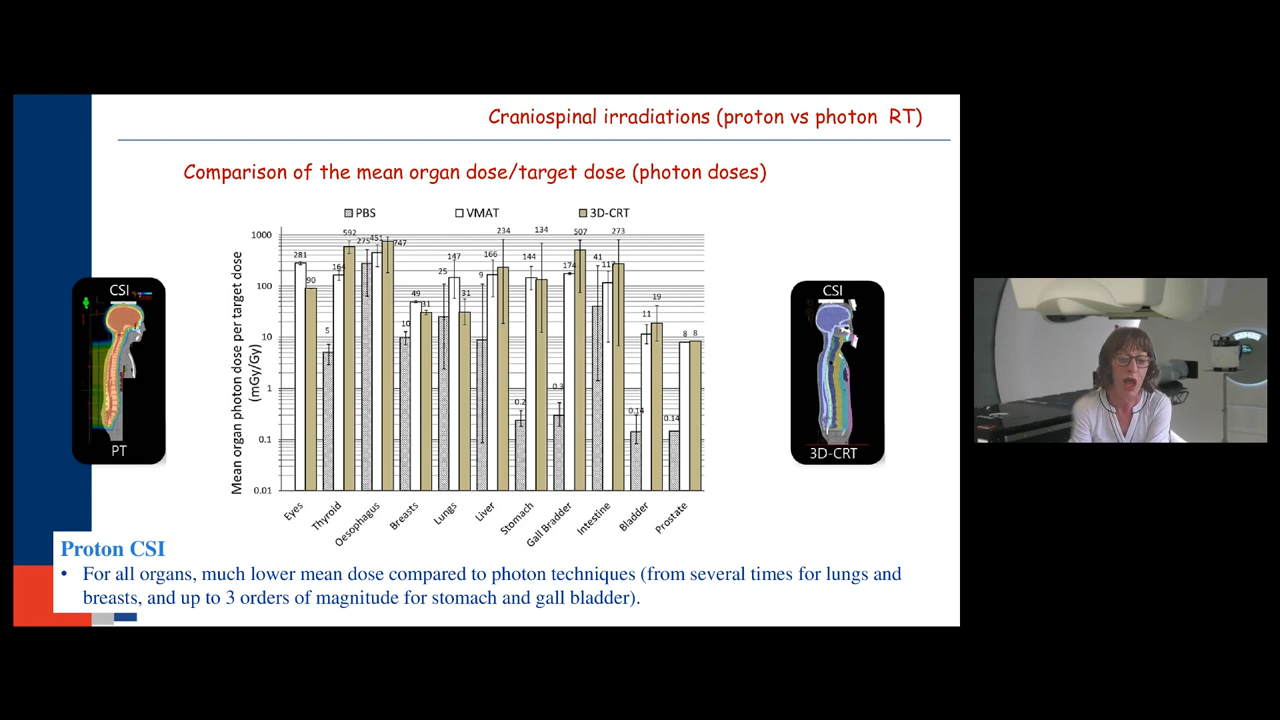 Craniospinal irradiations (proton vs photon RT)
Comparison of the mean organ dose/target dose (photon doses)
PBS VMAT 3D-CRT
Mean organ photon dose per target dose
(mGy/Gy)
1000
100
10
1
0.1
0.01
281 90
5 164 592
275 451 747
10 49 31
25 147 31
9 166 234
0.2 144 134
0.3 174 507
41 117 273
0.14 11 19
0.14 8 8
Eyes
Thyroid
Oesophagus
Breasts
Lungs
Liver
Stomach
Gall Bradder
Intestine
Bladder
Prostate
CSI
PT
CSI
3D-CRT
Proton CSI
• For all organs, much lower mean dose compared to photon techniques (from several times for lungs and
breasts, and up to 3 orders of magnitude for stomach and gall bladder).